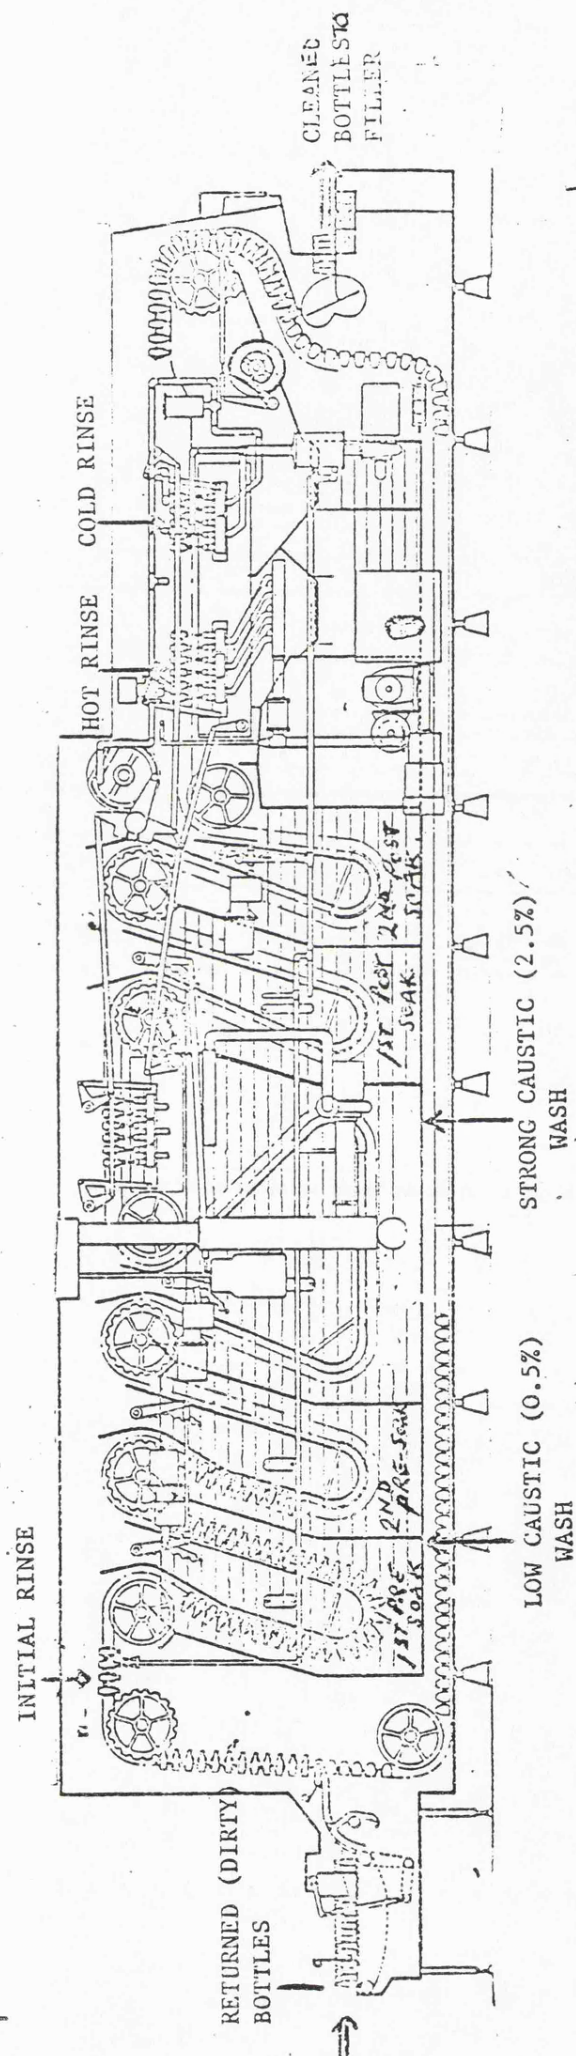 RETURNED (DIRTY)
BOTTLES
INITIAL RINSE
1ST PRE
SOAK
2ND
PRE-SOAK
LOW CAUSTIC (0.5%)
WASH
STRONG CAUSTIC (2.5%)
WASH
1ST POST
SOAK
2ND POST
SOAK
HOT RINSE
COLD RINSE
CLEANED
BOTTLES TO
FILLER